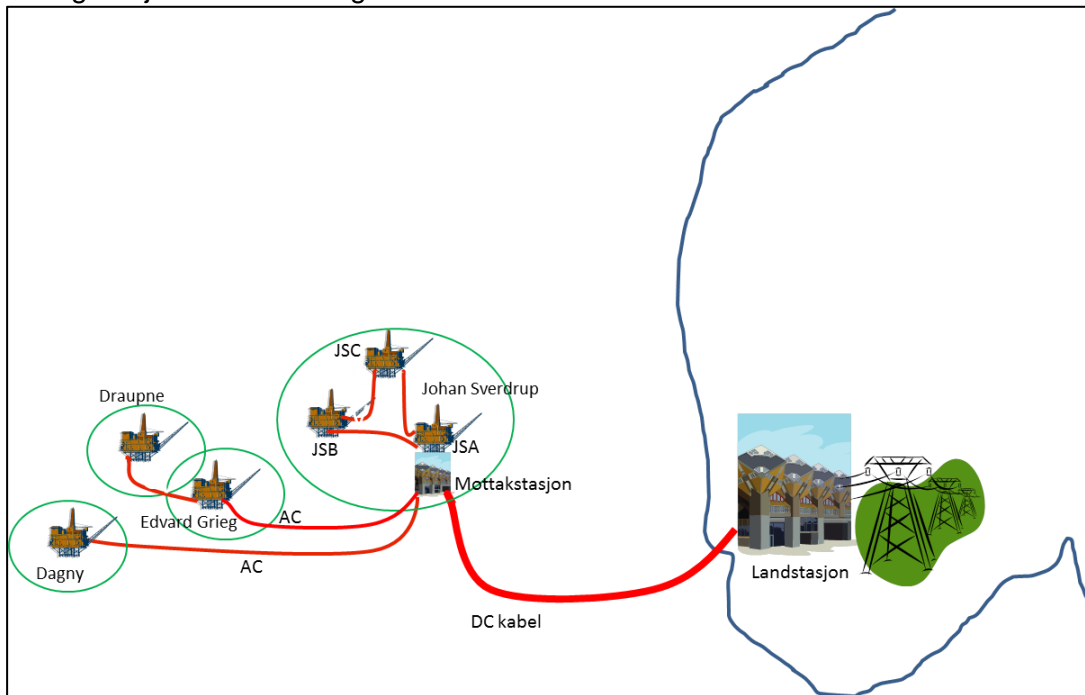 JSC
Johan Sverdrup
Draupne
JSB
JSA
Mottakstasjon
Edvard Grieg
AC
Dagny
AC
Landstasjon
DC kabel